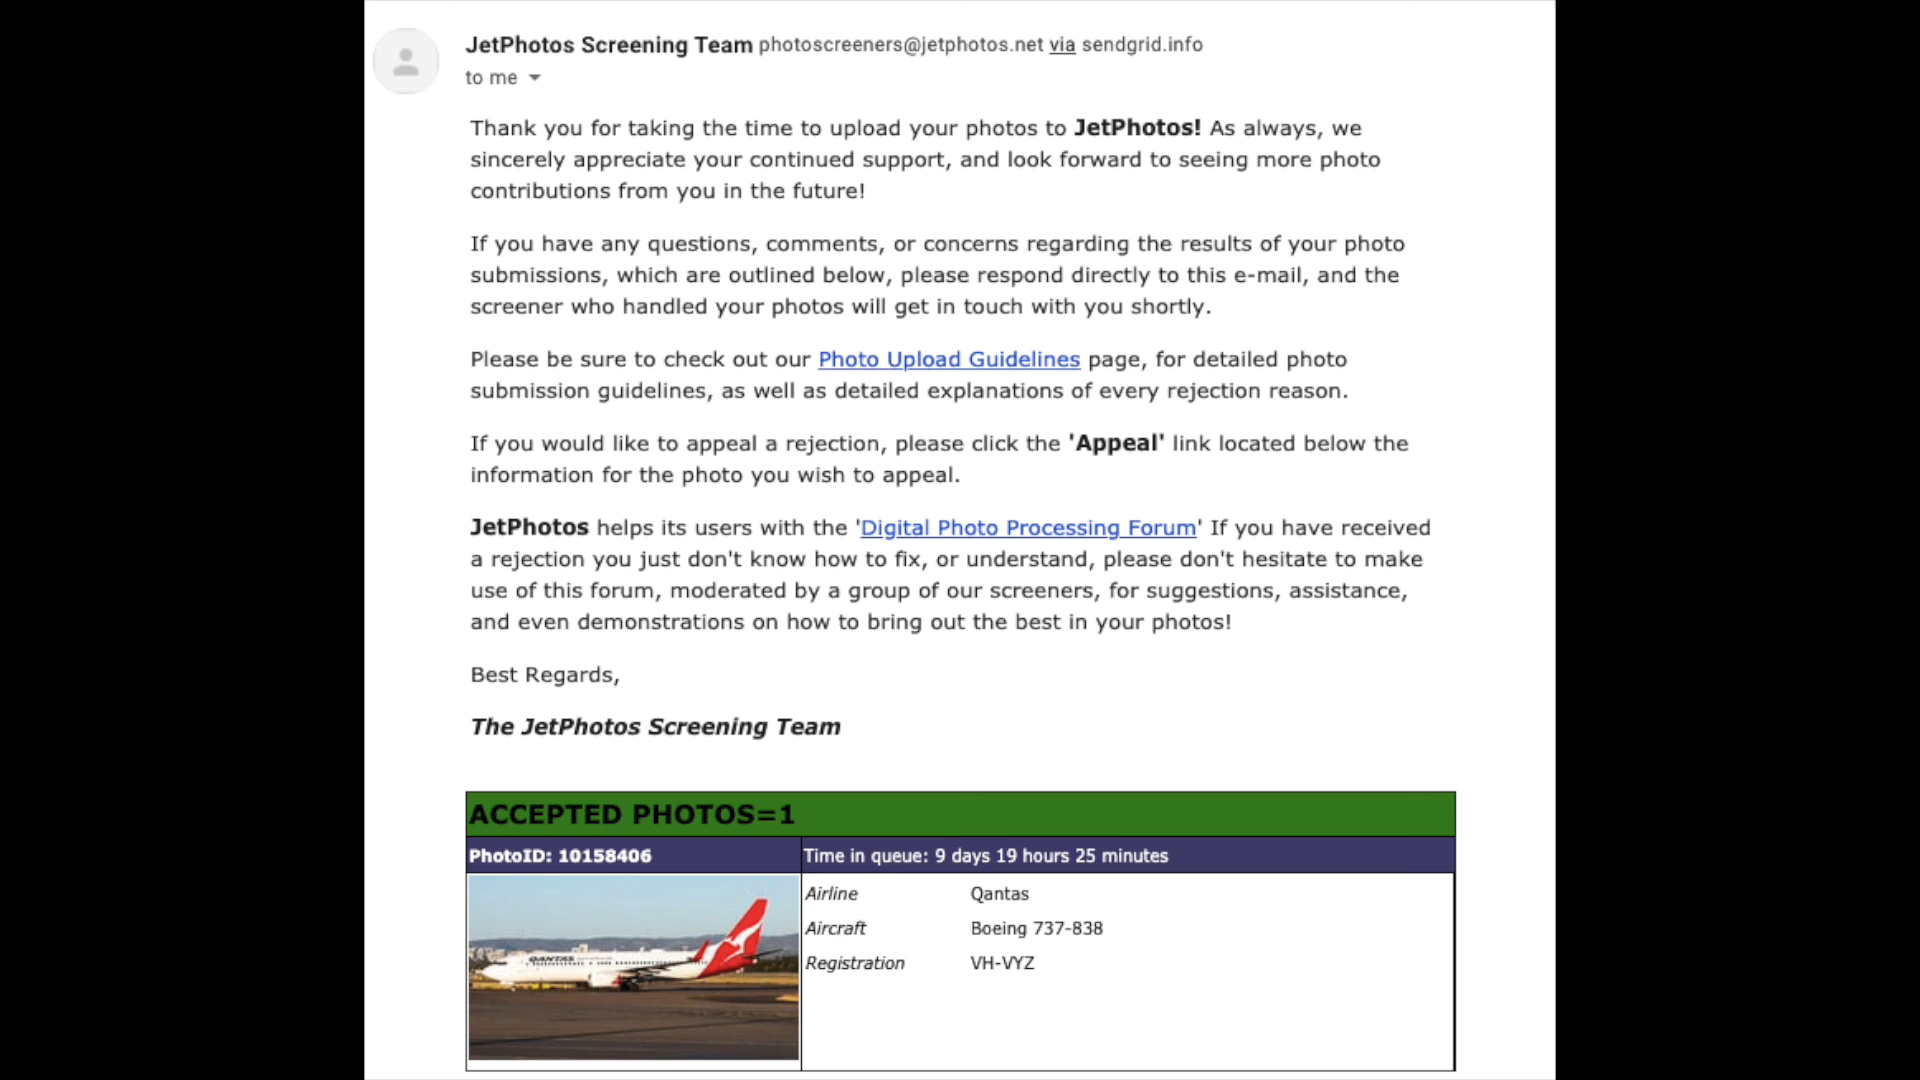 JetPhotos Screening Team photoscreeners@jetphotos.net via sendgrid.info
to me
Thank you for taking the time to upload your photos to JetPhotos! As always, we
sincerely appreciate your continued support, and look forward to seeing more photo
contributions from you in the future!
If you have any questions, comments, or concerns regarding the results of your photo
submissions, which are outlined below, please respond directly to this e-mail, and the
screener who handled your photos will get in touch with you shortly.
Please be sure to check out our Photo Upload Guidelines page, for detailed photo
submission guidelines, as well as detailed explanations of every rejection reason.
If you would like to appeal a rejection, please click the 'Appeal' link located below the
information for the photo you wish to appeal.
JetPhotos helps its users with the 'Digital Photo Processing Forum' If you have received
a rejection you just don't know how to fix, or understand, please don't hesitate to make
use of this forum, moderated by a group of our screeners, for suggestions, assistance,
and even demonstrations on how to bring out the best in your photos!
Best Regards,
The JetPhotos Screening Team
ACCEPTED PHOTOS=1
PhotoID: 10158406 Time in queue: 9 days 19 hours 25 minutes
Airline Qantas
Aircraft Boeing 737-838
Registration VH-VYZ
QANTAS